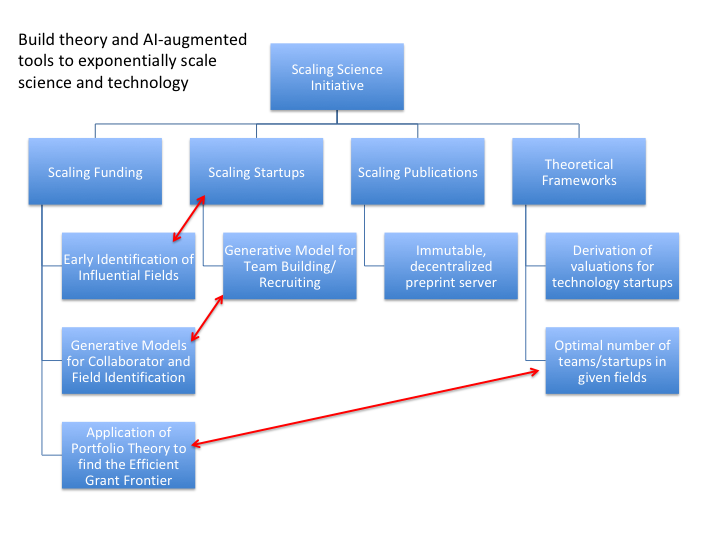 Build theory and AI-augmented
tools to exponentially scale
science and technology
Scaling Science
Initiative
Scaling Funding
Scaling Startups
Scaling Publications
Theoretical
Frameworks
Early Identification of
Influential Fields
Generative Model for
Team Building/
Recruiting
Immutable,
decentralized
preprint server
Derivation of
valuations for
technology startups
Generative Models
for Collaborator and
Field Identification
Optimal number of
teams/startups in
given fields
Application of
Portfolio Theory to
find the Efficient
Grant Frontier